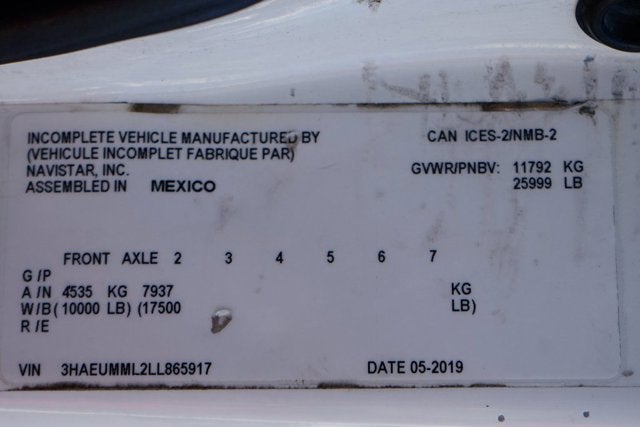 INCOMPLETE VEHICLE MANUFACTURED BY
(VEHICULE INCOMPLET FABRIQUE PAR)
NAVISTAR, INC.
ASSEMBLED IN MEXICO
CAN ICES-2/NMB-2
GVWR/PNBV: 11792 KG
25999 LB
FRONT AXLE 2 3 4 5 6 7
G/P
A/N 4535 KG 7937 KG
W/B (10000 LB) (17500 LB)
R/E
VIN 3HAEUMML2LL865917 DATE 05-2019